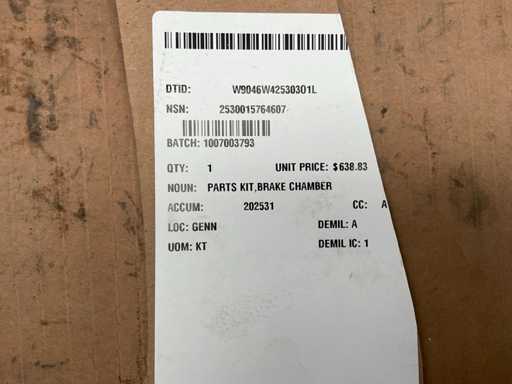 DTID: W9046W42530301L
NSN: 2530015764607
BATCH: 1007003793
QTY: 1 UNIT PRICE: $638.83
NOUN: PARTS KIT,BRAKE CHAMBER
ACCUM: 202531 CC: A
LOC: GENN DEMIL: A
UOM: KT DEMIL IC: 1